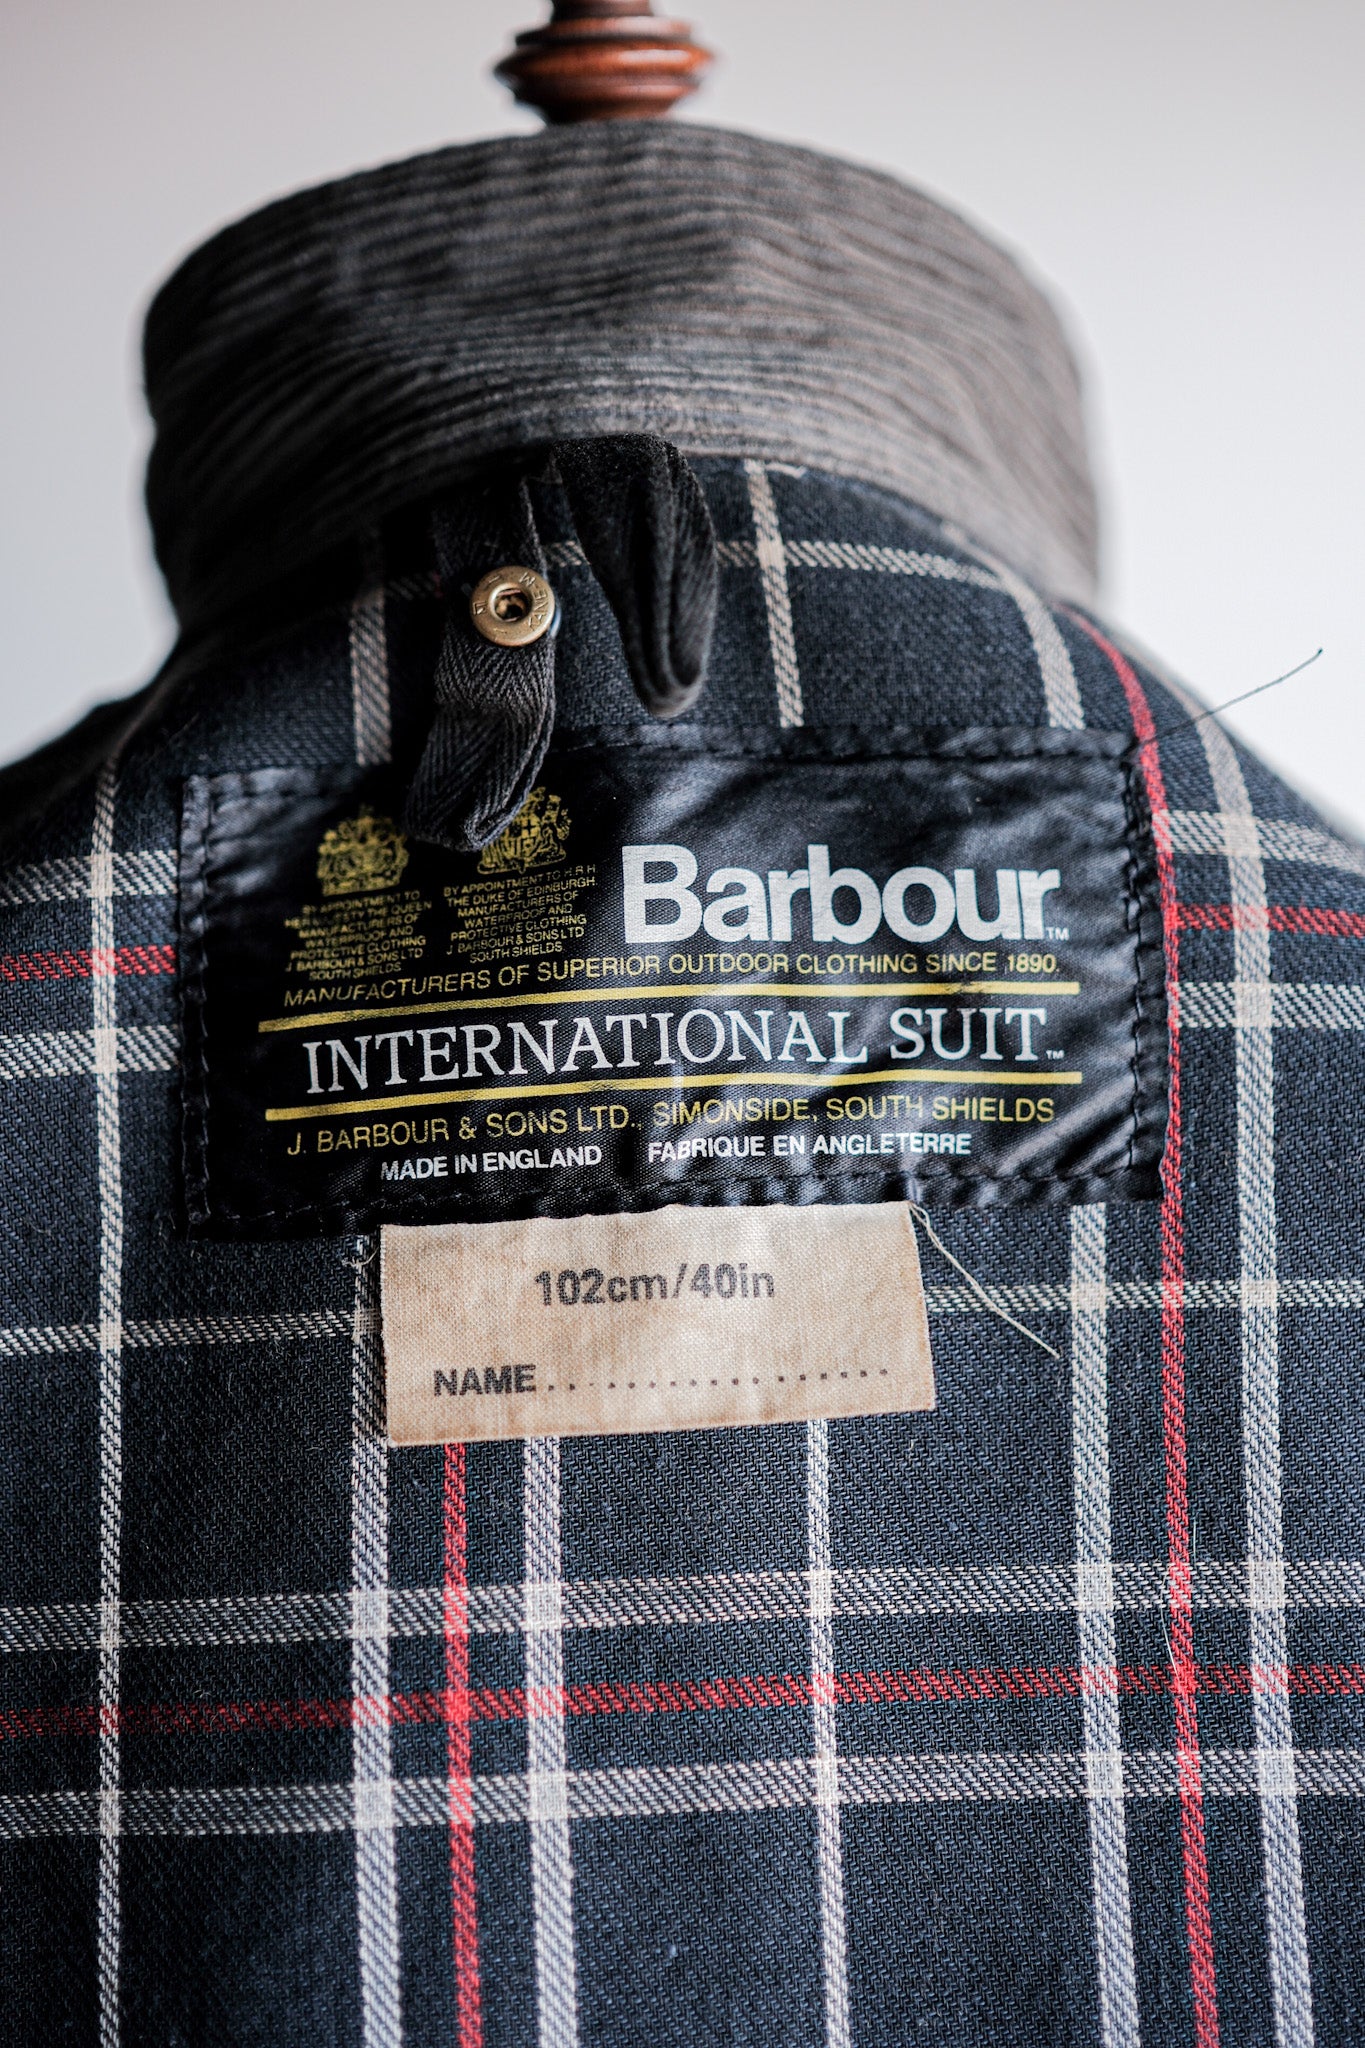 BY APPOINTMENT TO
HER MAJESTY THE QUEEN
MANUFACTURERS OF
WATERPROOF AND
PROTECTIVE CLOTHING
J. BARBOUR & SONS LTD
SOUTH SHIELDS
BY APPOINTMENT TO H R H
THE DUKE OF EDINBURGH.
MANUFACTURERS OF
WATERPROOF AND
PROTECTIVE CLOTHING
J. BARBOUR & SONS LTD
SOUTH SHIELDS.
Barbour™
MANUFACTURERS OF SUPERIOR OUTDOOR CLOTHING SINCE 1890.
INTERNATIONAL SUIT™
J. BARBOUR & SONS LTD., SIMONSIDE, SOUTH SHIELDS
MADE IN ENGLAND FABRIQUE EN ANGLETERRE
102cm/40in
NAME.................